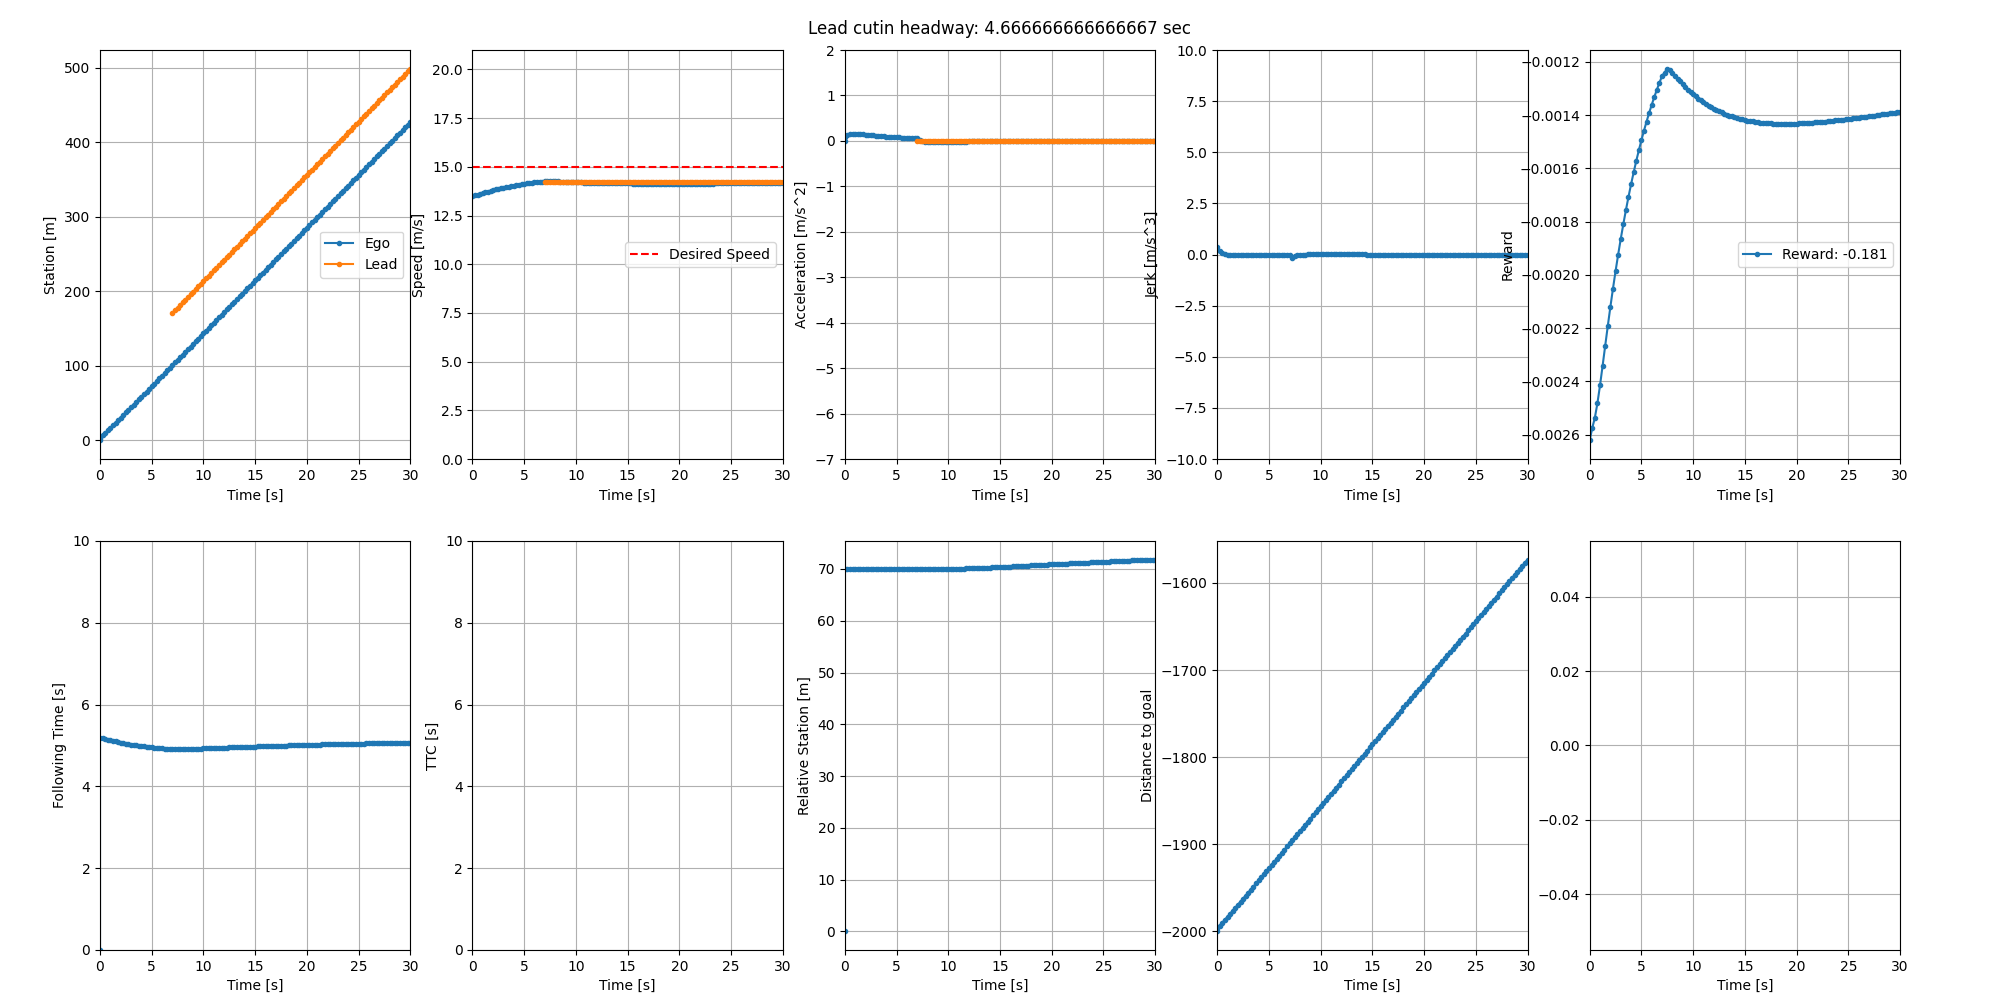 Lead cutin headway: 4.666666666666667 sec
Station [m]
500
400
300
200
100
0
0 5 10 15 20 25 30
Time [s]
Ego
Lead
Speed [m/s]
20.0
17.5
15.0
12.5
10.0
7.5
5.0
2.5
0.0
0 5 10 15 20 25 30
Time [s]
Desired Speed
Acceleration [m/s^2]
2
1
0
−1
−2
−3
−4
−5
−6
−7
0 5 10 15 20 25 30
Time [s]
Jerk [m/s^3]
10.0
7.5
5.0
2.5
0.0
−2.5
−5.0
−7.5
−10.0
0 5 10 15 20 25 30
Time [s]
Reward
−0.0012
−0.0014
−0.0016
−0.0018
−0.0020
−0.0022
−0.0024
−0.0026
0 5 10 15 20 25 30
Time [s]
Reward: -0.181
Following Time [s]
10
8
6
4
2
0
0 5 10 15 20 25 30
Time [s]
TTC [s]
10
8
6
4
2
0
0 5 10 15 20 25 30
Time [s]
Relative Station [m]
70
60
50
40
30
20
10
0
0 5 10 15 20 25 30
Time [s]
Distance to goal
−1600
−1700
−1800
−1900
−2000
0 5 10 15 20 25 30
Time [s]
0.04
0.02
0.00
−0.02
−0.04
0 5 10 15 20 25 30
Time [s]